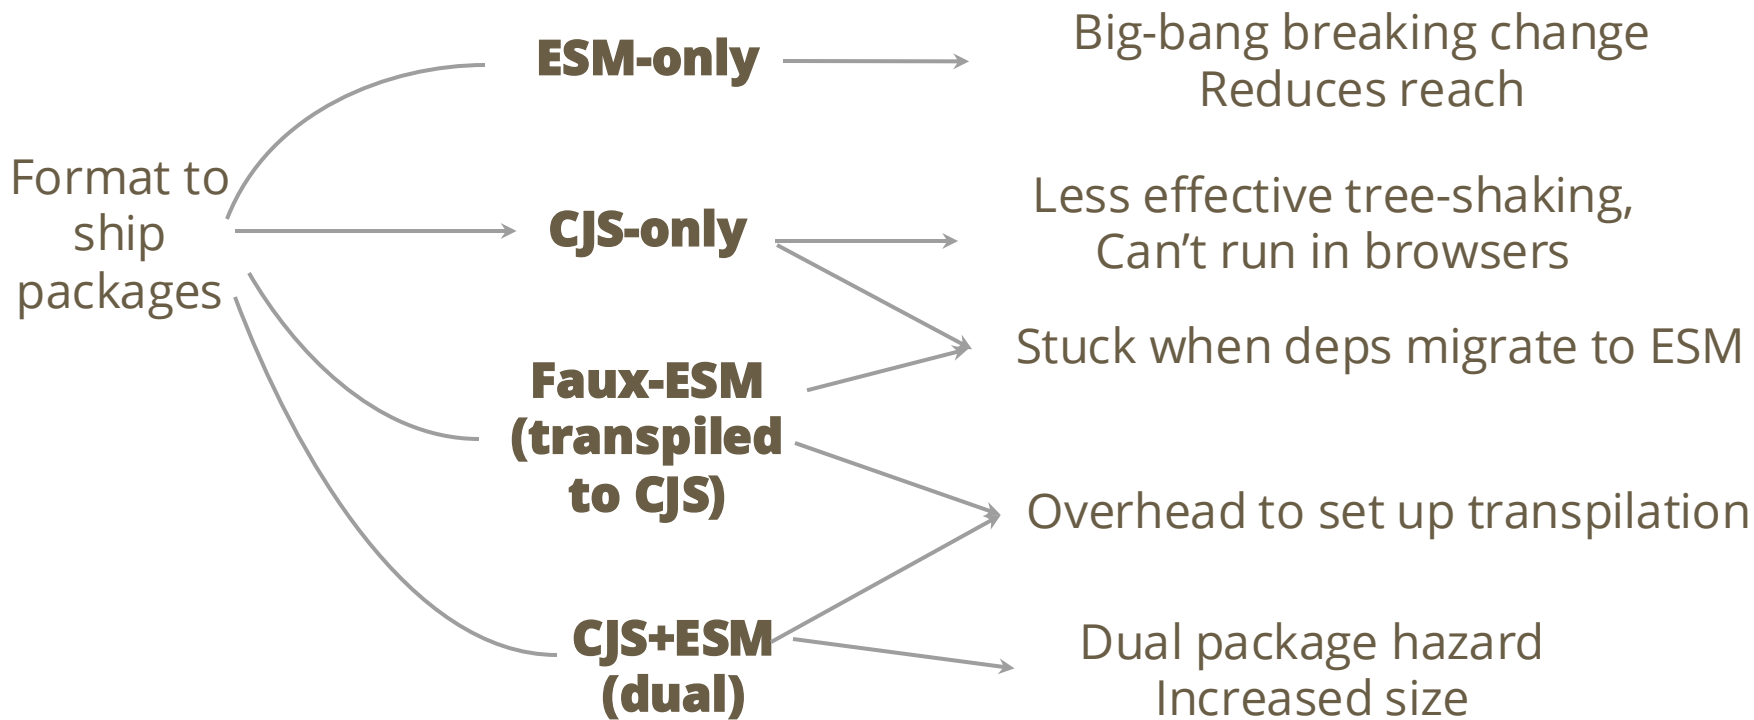 Format to
ship
packages
ESM-only
Big-bang breaking change
Reduces reach
CJS-only
Less effective tree-shaking,
Can’t run in browsers
Stuck when deps migrate to ESM
Faux-ESM
(transpiled
to CJS)
Overhead to set up transpilation
CJS+ESM
(dual)
Dual package hazard
Increased size